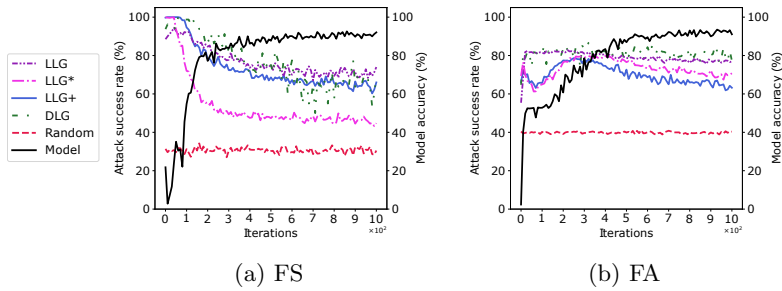 LLG
LLG*
LLG+
DLG
Random
Model
Attack success rate (%)
100
80
60
40
20
0
0 1 2 3 4 5 6 7 8 9 10
Iterations
×10²
100
80
60
40
20
0
Model accuracy (%)
(a) FS
Attack success rate (%)
100
80
60
40
20
0
0 1 2 3 4 5 6 7 8 9 10
Iterations
×10²
100
80
60
40
20
0
Model accuracy (%)
(b) FA